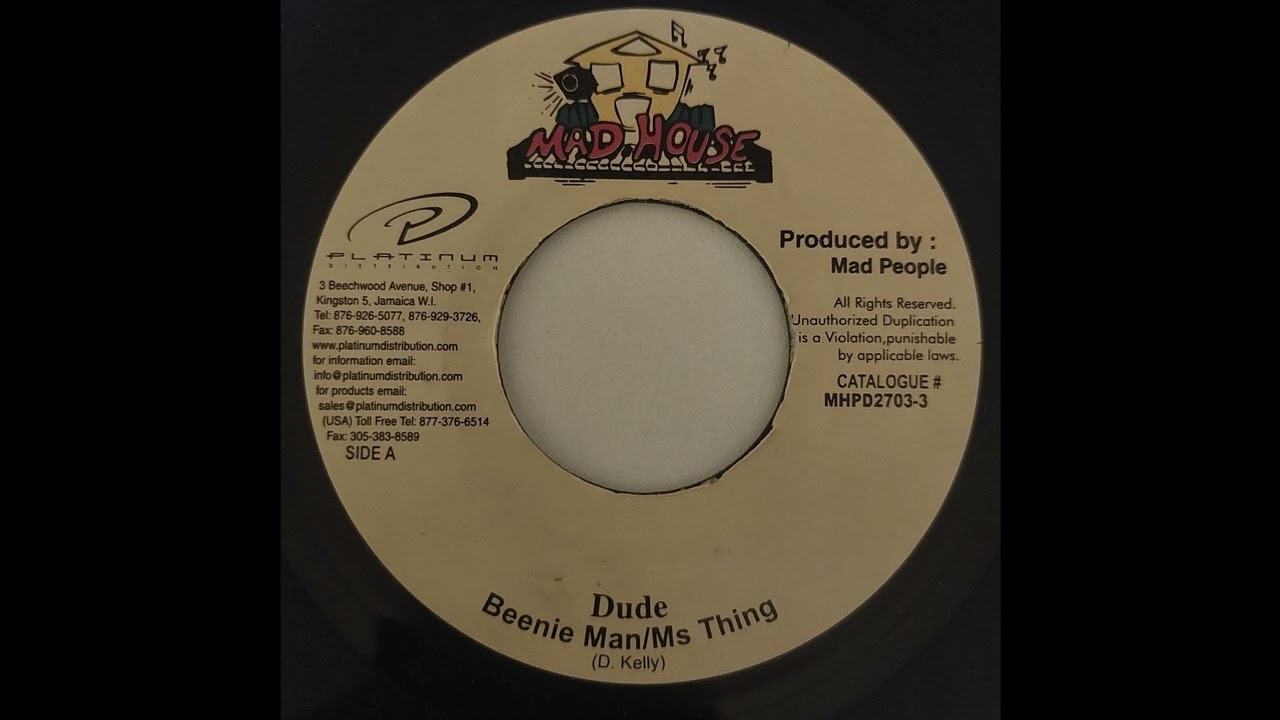 MAD HOUSE
PLATINUM
DISTRIBUTION
3 Beechwood Avenue, Shop #1,
Kingston 5, Jamaica W.I.
Tel: 876-926-5077, 876-929-3726,
Fax: 876-960-8588
www.platinumdistribution.com
for information email:
info@platinumdistribution.com
for products email:
sales@platinumdistribution.com
(USA) Toll Free Tel: 877-376-6514
Fax: 305-383-8589
SIDE A
Produced by :
Mad People
All Rights Reserved.
Unauthorized Duplication
is a Violation,punishable
by applicable laws.
CATALOGUE #
MHPD2703-3
Dude
Beenie Man/Ms Thing
(D. Kelly)